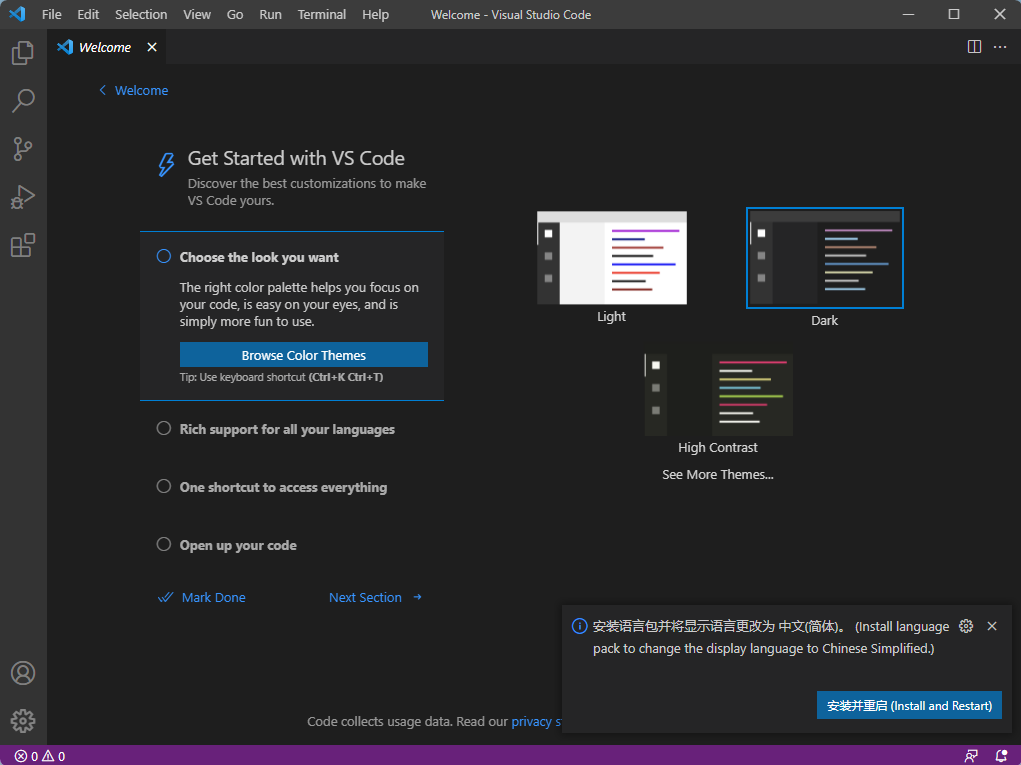 File Edit Selection View Go Run Terminal Help Welcome - Visual Studio Code
Welcome
Welcome
Get Started with VS Code
Discover the best customizations to make
VS Code yours.
Choose the look you want
The right color palette helps you focus on
your code, is easy on your eyes, and is
simply more fun to use.
Browse Color Themes
Tip: Use keyboard shortcut (Ctrl+K Ctrl+T)
Rich support for all your languages
One shortcut to access everything
Open up your code
Mark Done Next Section
Light
Dark
High Contrast
See More Themes...
安装语言包并将显示语言更改为 中文(简体)。 (Install language
pack to change the display language to Chinese Simplified.)
安装并重启 (Install and Restart)
Code collects usage data. Read our privacy
0 0